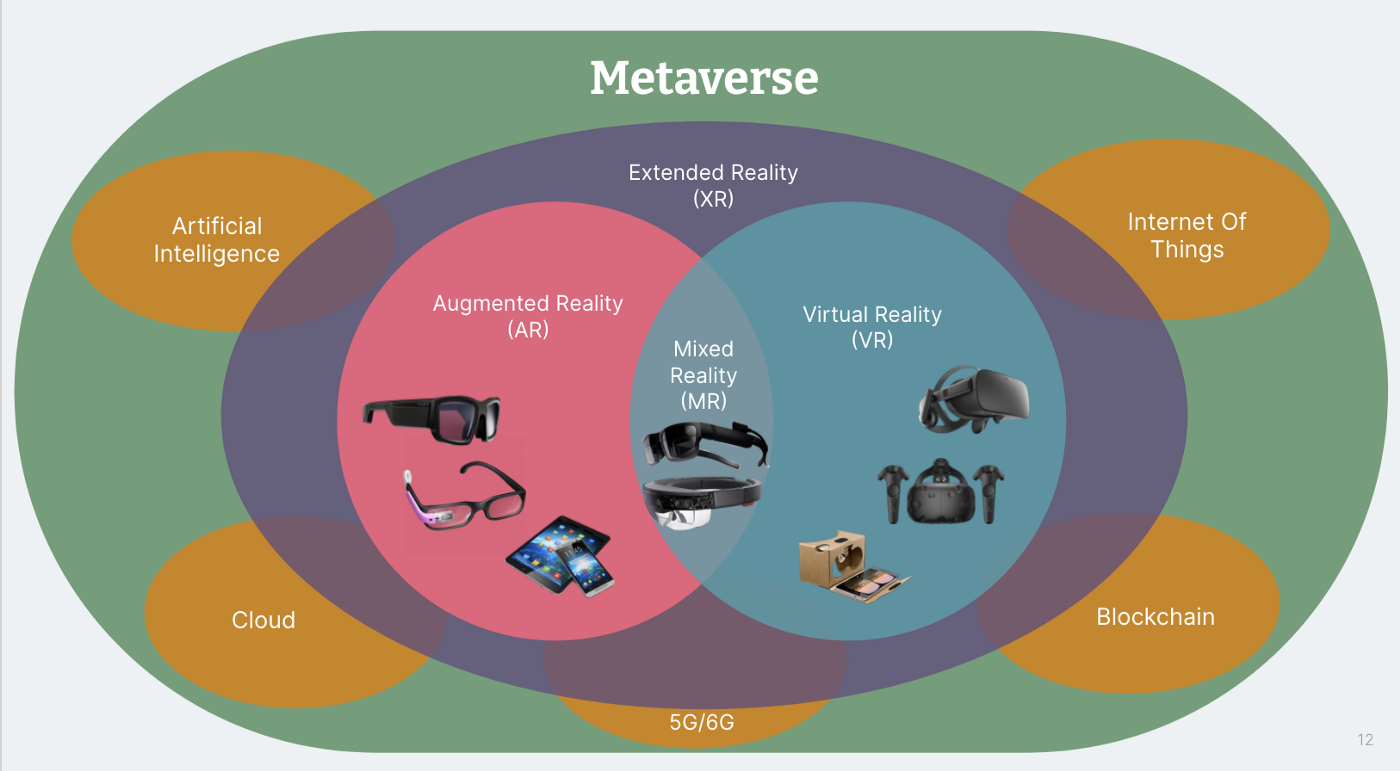 Metaverse
Extended Reality
(XR)
Artificial
Intelligence
Internet Of
Things
Augmented Reality
(AR)
Virtual Reality
(VR)
Mixed
Reality
(MR)
Cloud
Blockchain
5G/6G
12